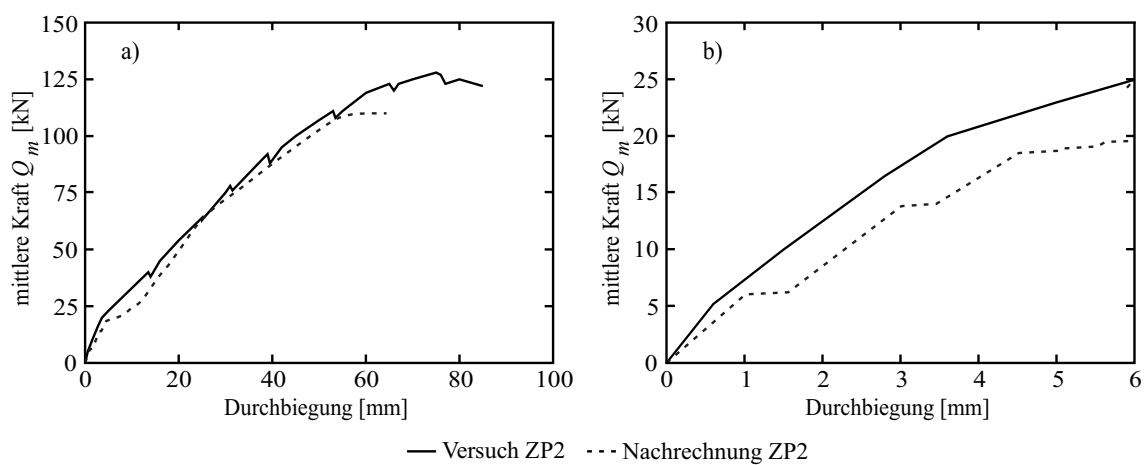 a)
mittlere Kraft Q m [kN]
150
125
100
75
50
25
0
0 20 40 60 80 100
Durchbiegung [mm]
b)
mittlere Kraft Q m [kN]
30
25
20
15
10
5
0
0 1 2 3 4 5 6
Durchbiegung [mm]
Versuch ZP2 Nachrechnung ZP2